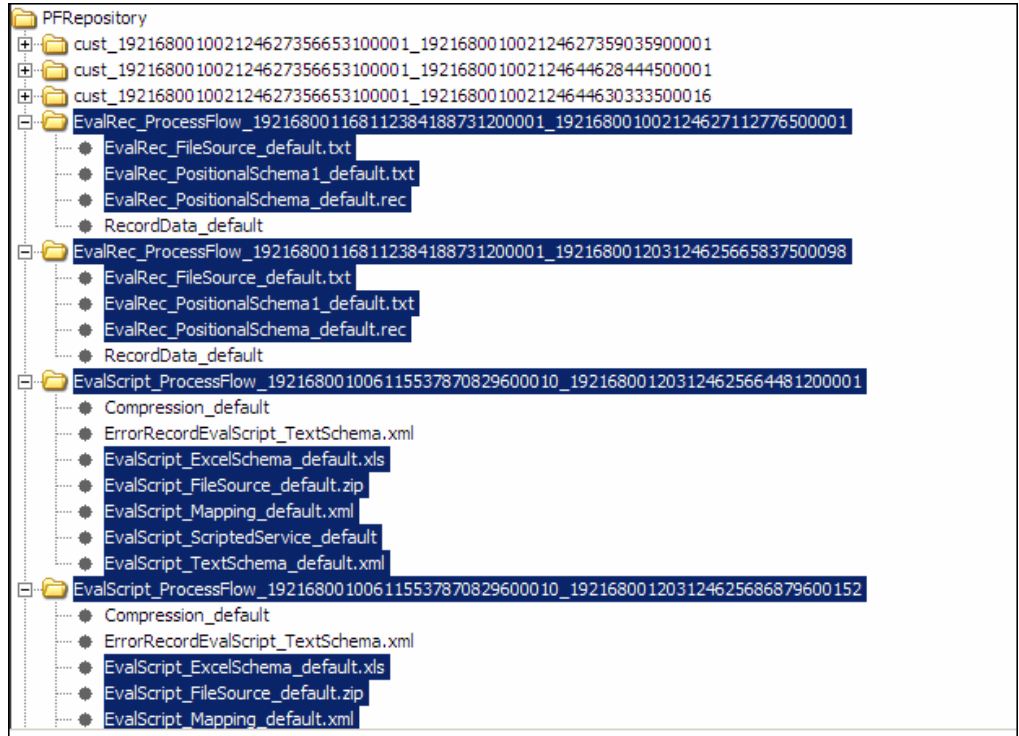 PFRepository
cust_19216800100212462735665310​0001_192168001002124627359035900001
cust_192168001002124627356653100001_192168001002124644628444500001
cust_192168001002124627356653100001_192168001002124644630333500016
EvalRec_ProcessFlow_192168001168112384188731200001_192168001002124627112776500001
EvalRec_FileSource_default.txt
EvalRec_PositionalSchema1_default.txt
EvalRec_PositionalSchema_default.rec
RecordData_default
EvalRec_ProcessFlow_192168001168112384188731200001_192168001203124625665837500098
EvalRec_FileSource_default.txt
EvalRec_PositionalSchema1_default.txt
EvalRec_PositionalSchema_default.rec
RecordData_default
EvalScript_ProcessFlow_192168001006115537870829600010_192168001203124625664481200001
Compression_default
ErrorRecordEvalScript_TextSchema.xml
EvalScript_ExcelSchema_default.xls
EvalScript_FileSource_default.zip
EvalScript_Mapping_default.xml
EvalScript_ScriptedService_default
EvalScript_TextSchema_default.xml
EvalScript_ProcessFlow_192168001006115537870829600010_192168001203124625686879600152
Compression_default
ErrorRecordEvalScript_TextSchema.xml
EvalScript_ExcelSchema_default.xls
EvalScript_FileSource_default.zip
EvalScript_Mapping_default.xml